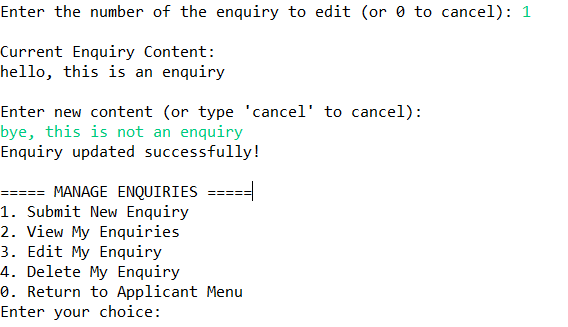 Enter the number of the enquiry to edit (or 0 to cancel): 1
Current Enquiry Content:
hello, this is an enquiry
Enter new content (or type 'cancel' to cancel):
bye, this is not an enquiry
Enquiry updated successfully!
===== MANAGE ENQUIRIES =====
1. Submit New Enquiry
2. View My Enquiries
3. Edit My Enquiry
4. Delete My Enquiry
0. Return to Applicant Menu
Enter your choice: